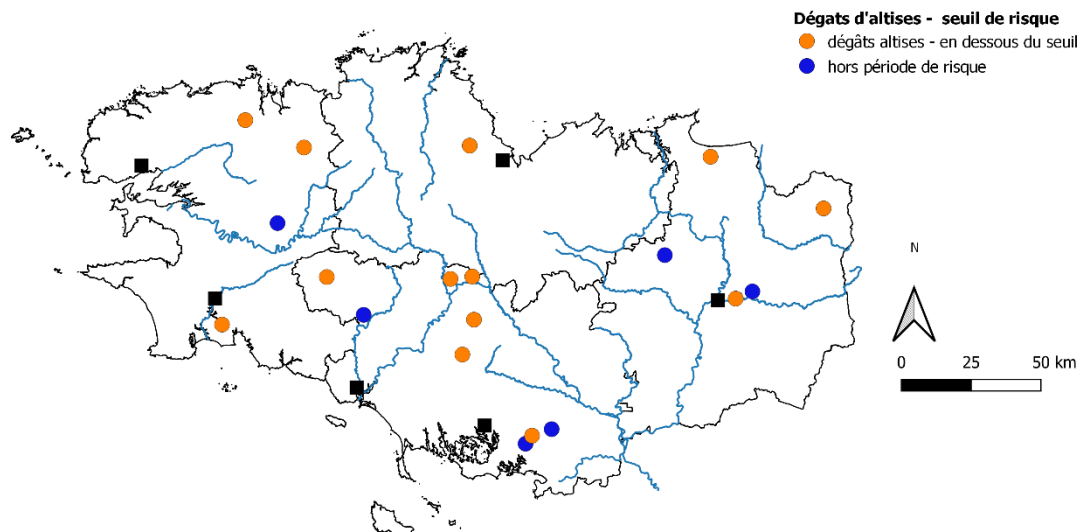 Dégats d'altises - seuil de risque
dégâts altises - en dessous du seuil
hors période de risque
N
0 25 50 km